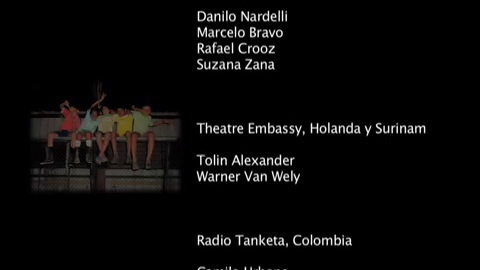 Danilo Nardelli
Marcelo Bravo
Rafael Crooz
Suzana Zana
Theatre Embassy, Holanda y Surinam
Tolin Alexander
Warner Van Wely
Radio Tanketa, Colombia